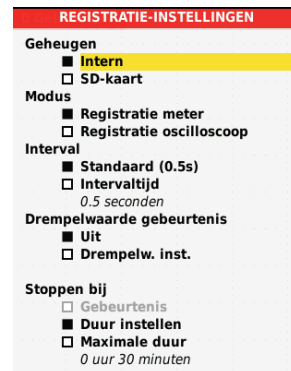 REGISTRATIE-INSTELLINGEN
Geheugen
Intern
SD-kaart
Modus
Registratie meter
Registratie oscilloscoop
Interval
Standaard (0.5s)
Intervaltijd
0.5 seconden
Drempelwaarde gebeurtenis
Uit
Drempelw. inst.
Stoppen bij
Gebeurtenis
Duur instellen
Maximale duur
0 uur 30 minuten